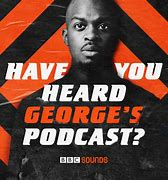 HAVE YOU
HEARD
GEORGE'S
PODCAST?
BBC SOUNDS